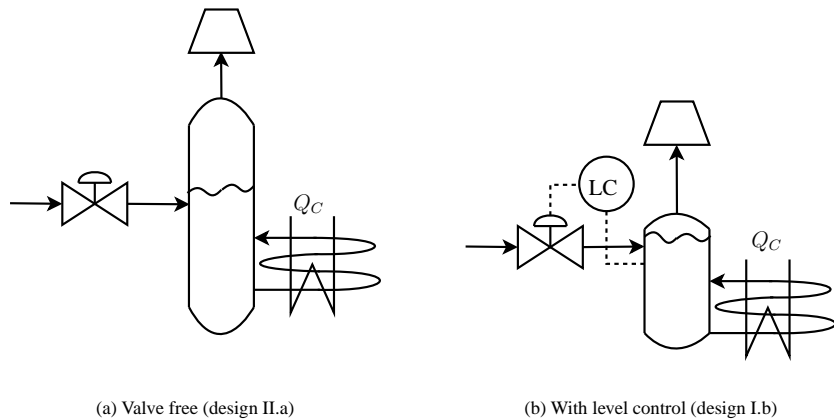 Q_C
LC
Q_C
(a) Valve free (design II.a)
(b) With level control (design I.b)